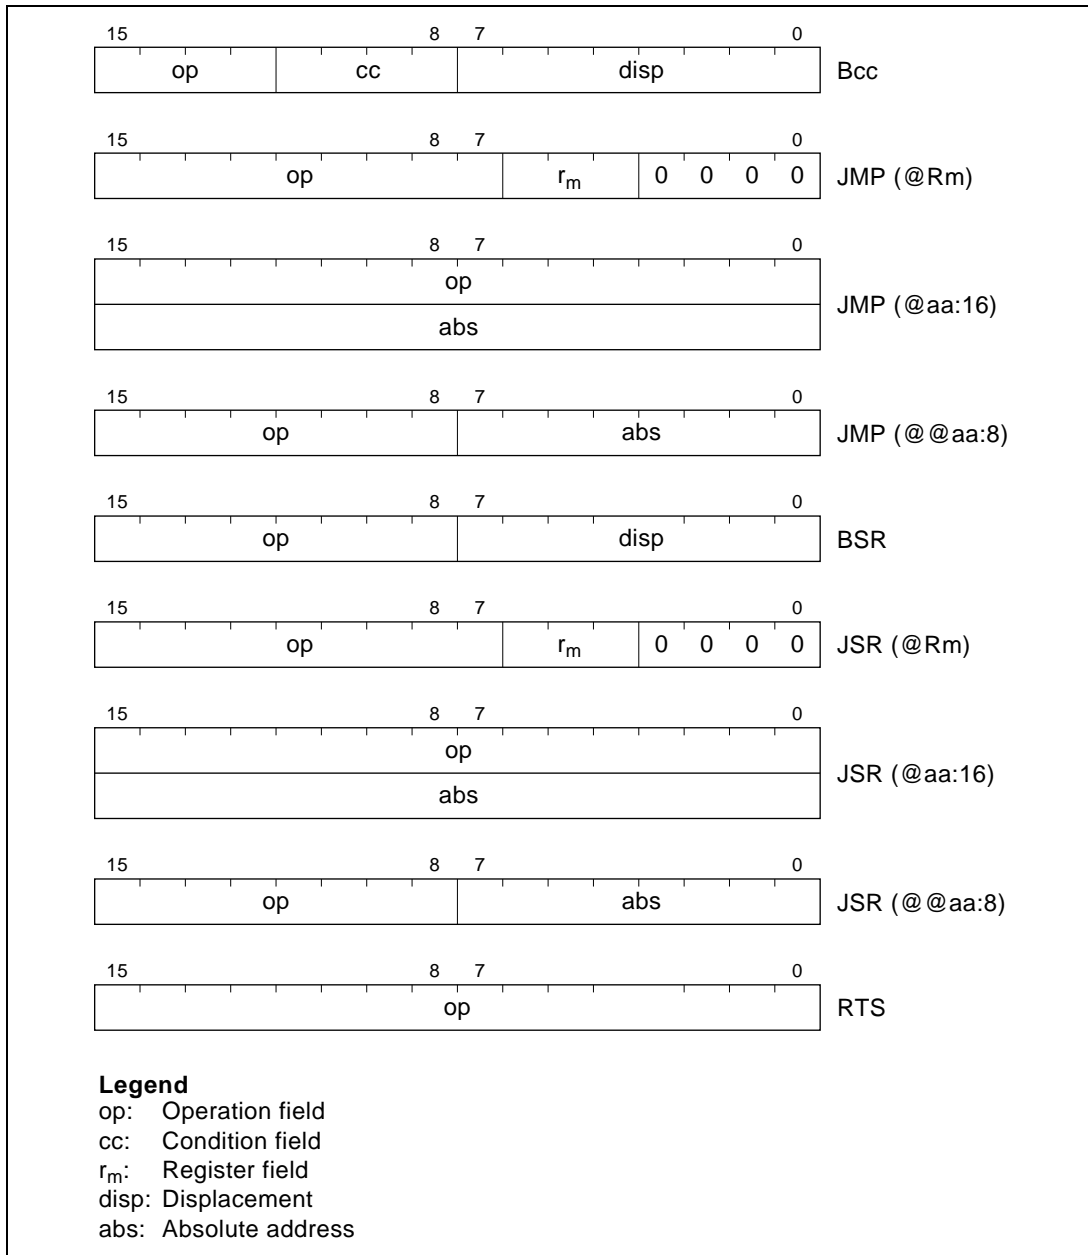 15 8 7 0
op cc disp Bcc
15 8 7 0
op rm 0 0 0 0 JMP (@Rm)
15 8 7 0
op
JMP (@aa:16)
abs
15 8 7 0
op abs JMP (@@aa:8)
15 8 7 0
op disp BSR
15 8 7 0
op rm 0 0 0 0 JSR (@Rm)
15 8 7 0
op
JSR (@aa:16)
abs
15 8 7 0
op abs JSR (@@aa:8)
15 8 7 0
op RTS
Legend
op: Operation field
cc: Condition field
rm: Register field
disp: Displacement
abs: Absolute address